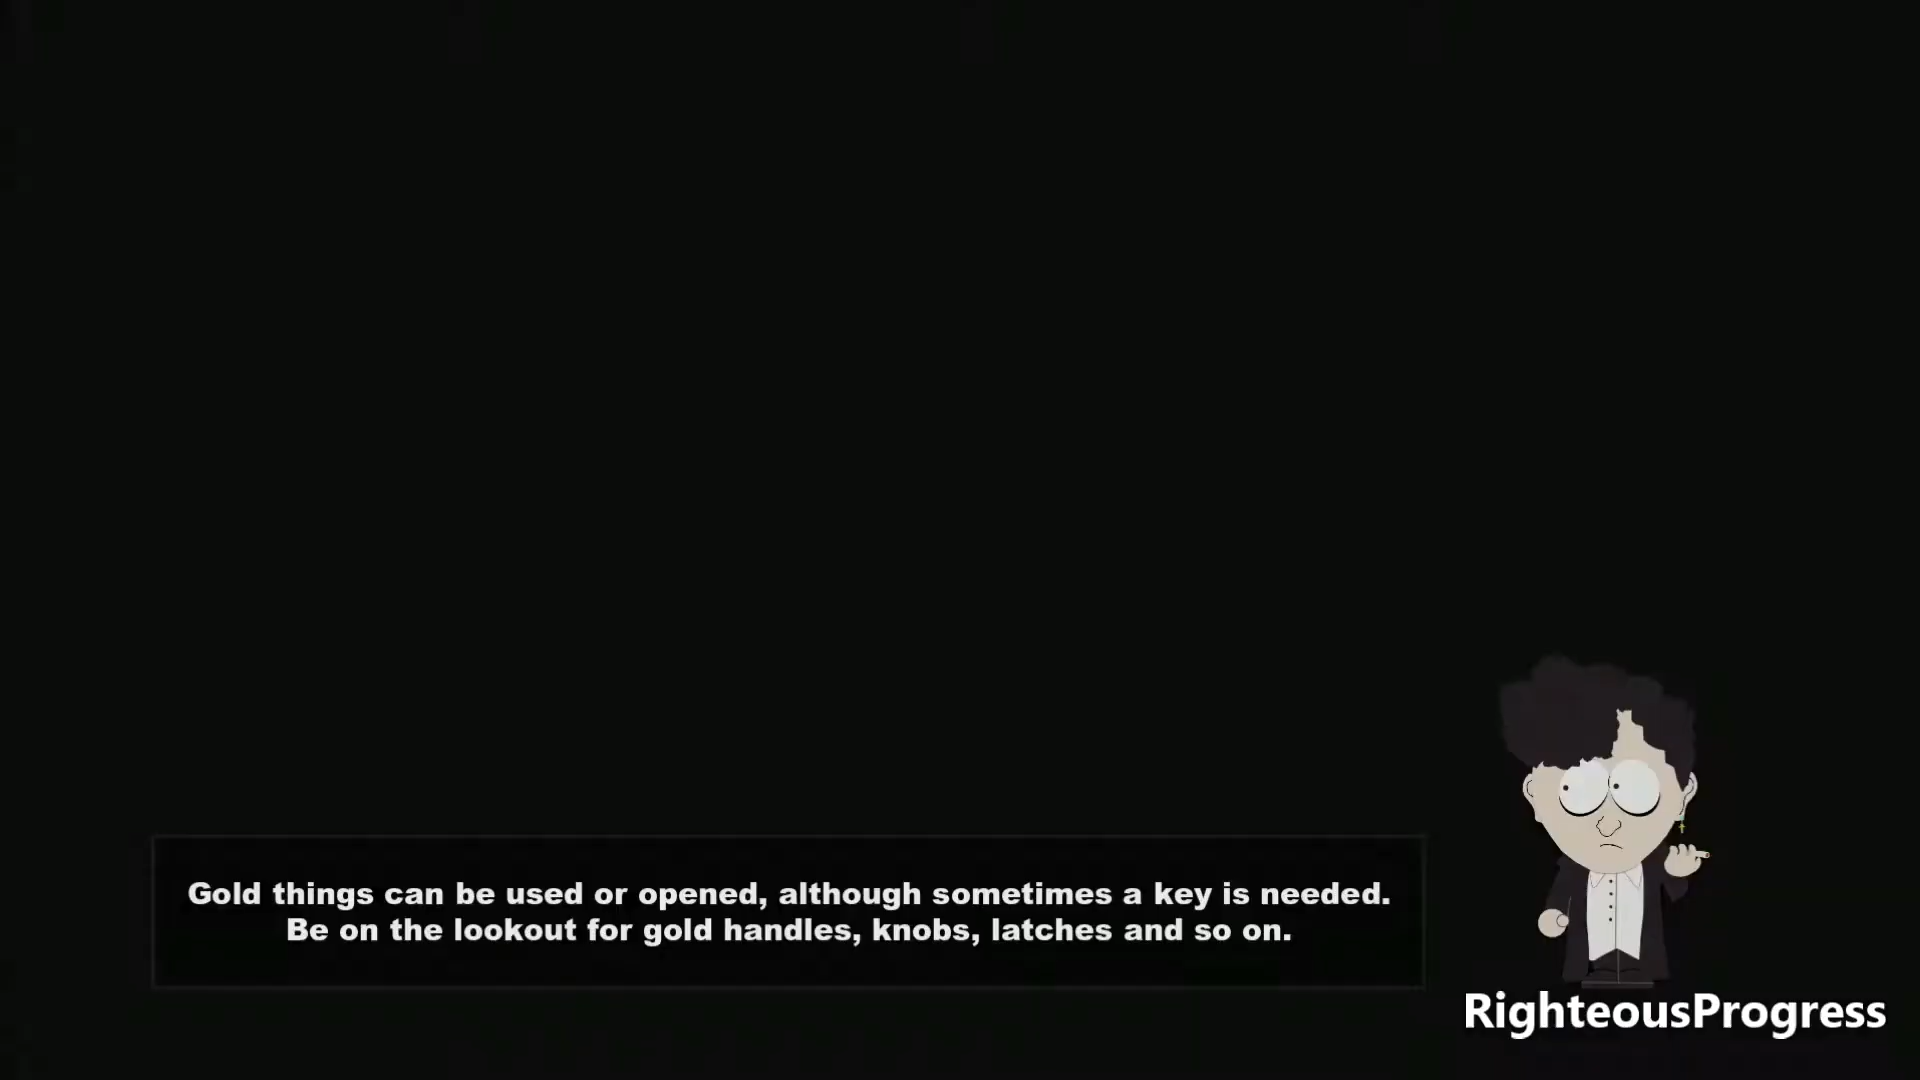 Gold things can be used or opened, although sometimes a key is needed.
Be on the lookout for gold handles, knobs, latches and so on.
RighteousProgress